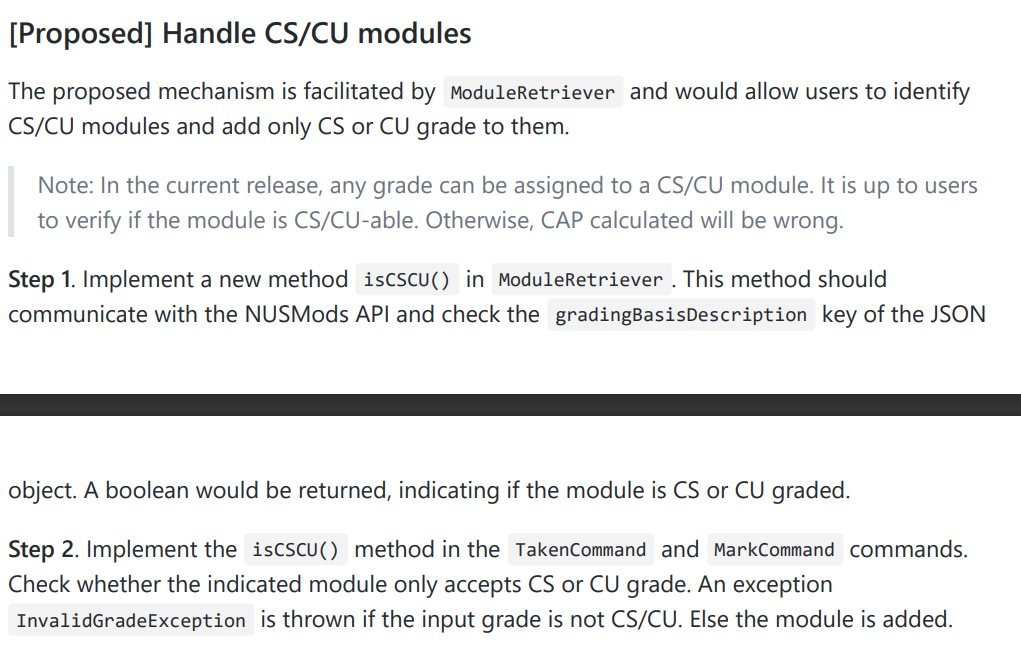 [Proposed] Handle CS/CU modules
The proposed mechanism is facilitated by ModuleRetriever and would allow users to identify
CS/CU modules and add only CS or CU grade to them.
Note: In the current release, any grade can be assigned to a CS/CU module. It is up to users
to verify if the module is CS/CU-able. Otherwise, CAP calculated will be wrong.
Step 1. Implement a new method isCSCU() in ModuleRetriever. This method should
communicate with the NUSMods API and check the gradingBasisDescription key of the JSON
object. A boolean would be returned, indicating if the module is CS or CU graded.
Step 2. Implement the isCSCU() method in the TakenCommand and MarkCommand commands.
Check whether the indicated module only accepts CS or CU grade. An exception
InvalidGradeException is thrown if the input grade is not CS/CU. Else the module is added.